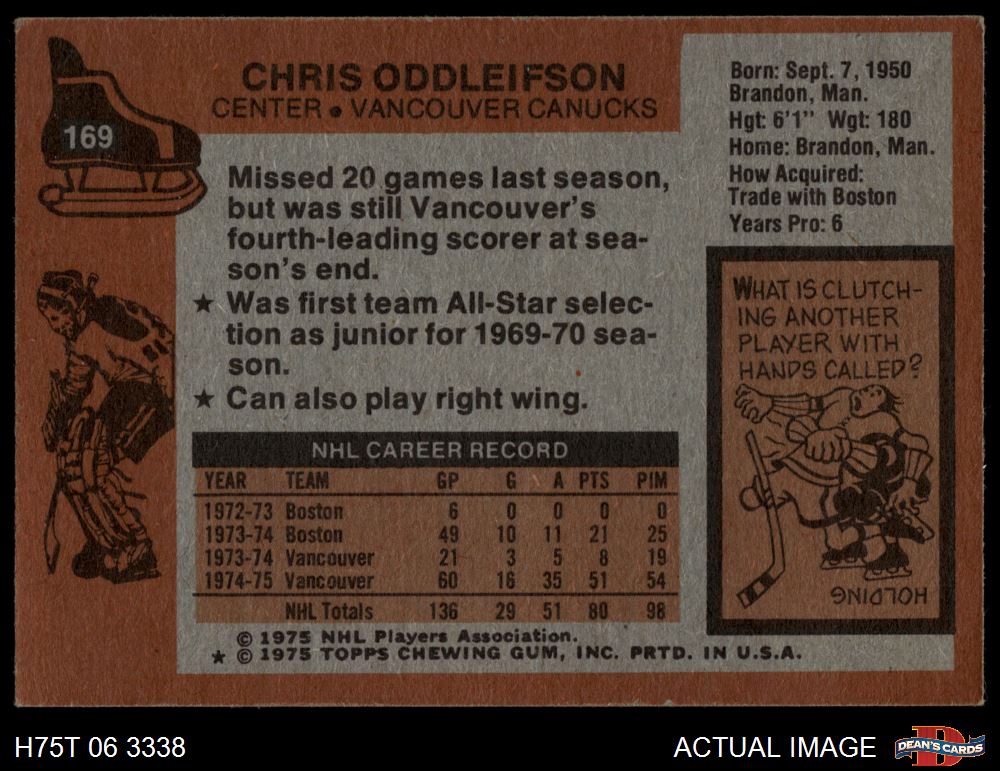 169
CHRIS ODDLEIFSON
CENTER • VANCOUVER CANUCKS
Born: Sept. 7, 1950
Brandon, Man.
Hgt: 6'1" Wgt: 180
Home: Brandon, Man.
How Acquired:
Trade with Boston
Years Pro: 6
Missed 20 games last season,
but was still Vancouver's
fourth-leading scorer at sea-
son's end.
★ Was first team All-Star selec-
tion as junior for 1969-70 sea-
son.
★ Can also play right wing.
WHAT IS CLUTCH-
ING ANOTHER
PLAYER WITH
HANDS CALLED?
HOLDING
NHL CAREER RECORD
YEAR TEAM GP G A PTS PIM
1972-73 Boston 6 0 0 0 0
1973-74 Boston 49 10 11 21 25
1973-74 Vancouver 21 3 5 8 19
1974-75 Vancouver 60 16 35 51 54
NHL Totals 136 29 51 80 98
© 1975 NHL Players Association.
★ © 1975 TOPPS CHEWING GUM, INC. PRTD. IN U.S.A.
H75T 06 3338
ACTUAL IMAGE
D
DEAN'S CARDS